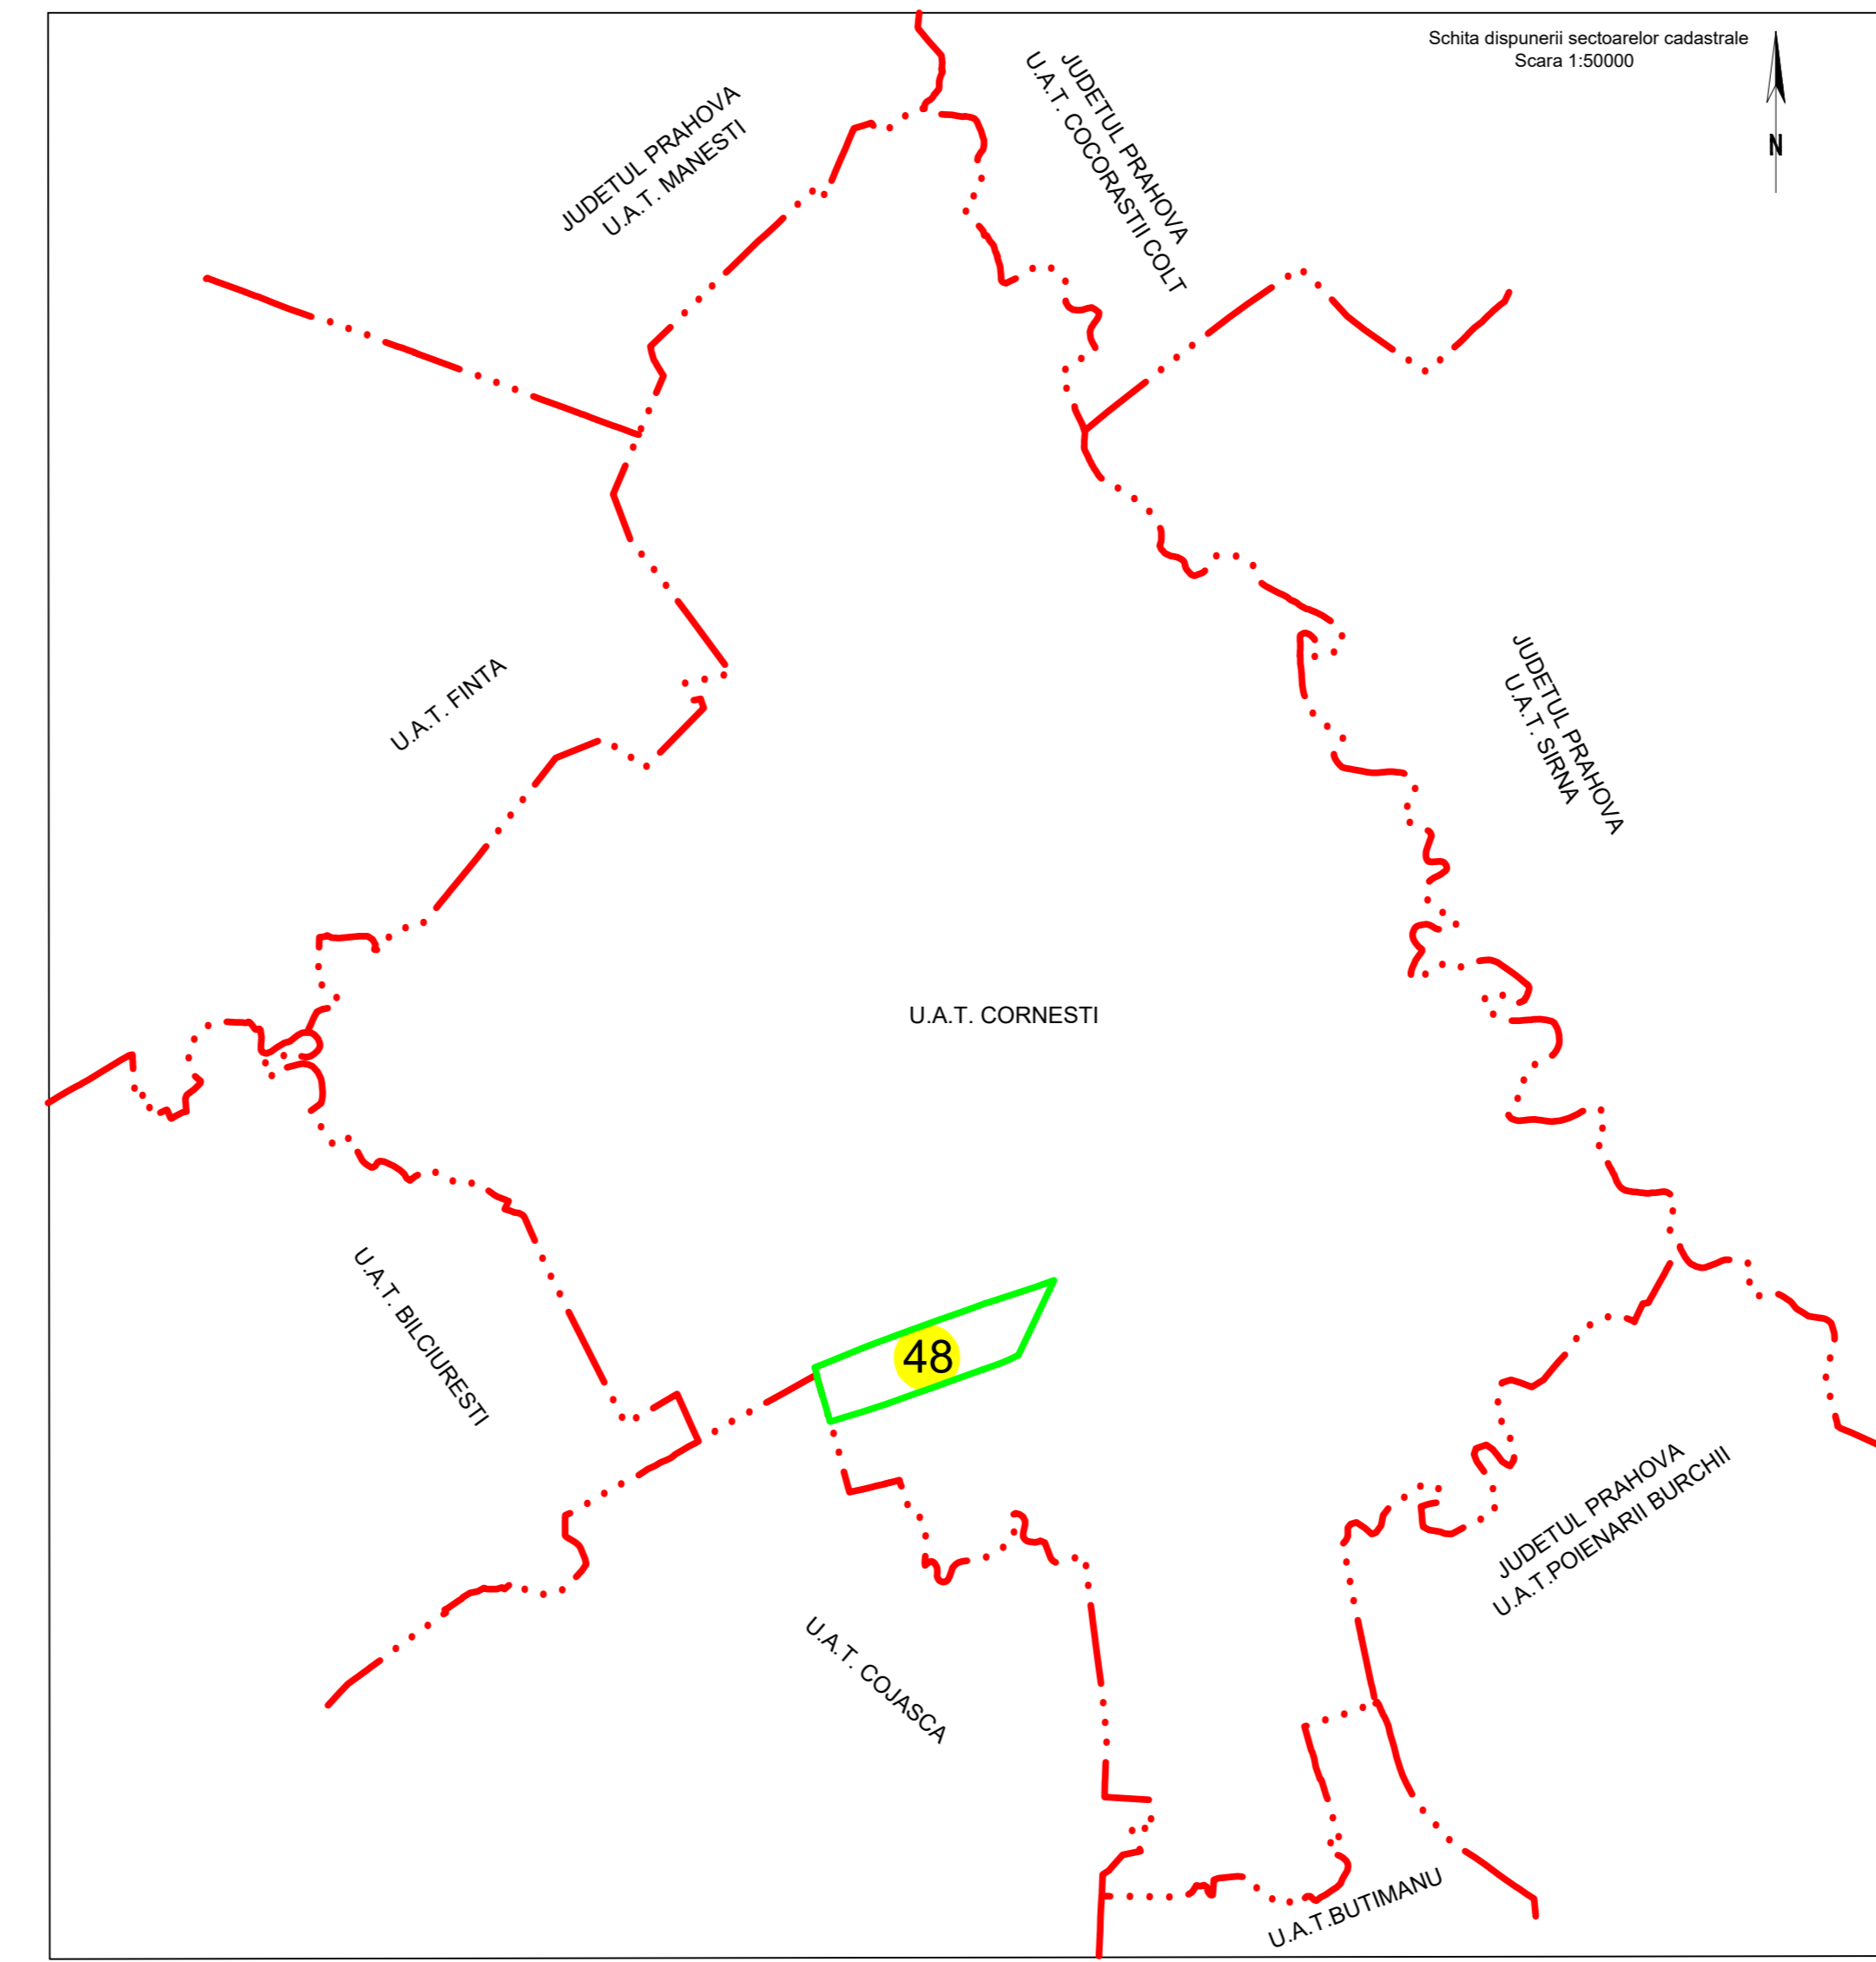 Schita dispunerii sectoarelor cadastrale
Scara 1:50000
N
JUDETUL PRAHOVA
U.A.T. MANESTI
JUDETUL PRAHOVA
U.A.T. COCORASTII COLT
U.A.T. FINTA
JUDETUL PRAHOVA
U.A.T. SIRNA
U.A.T. CORNESTI
U.A.T. BILCIURESTI
48
JUDETUL PRAHOVA
U.A.T.POIENARII BURCHII
U.A.T. COJASCA
U.A.T.BUTIMANU